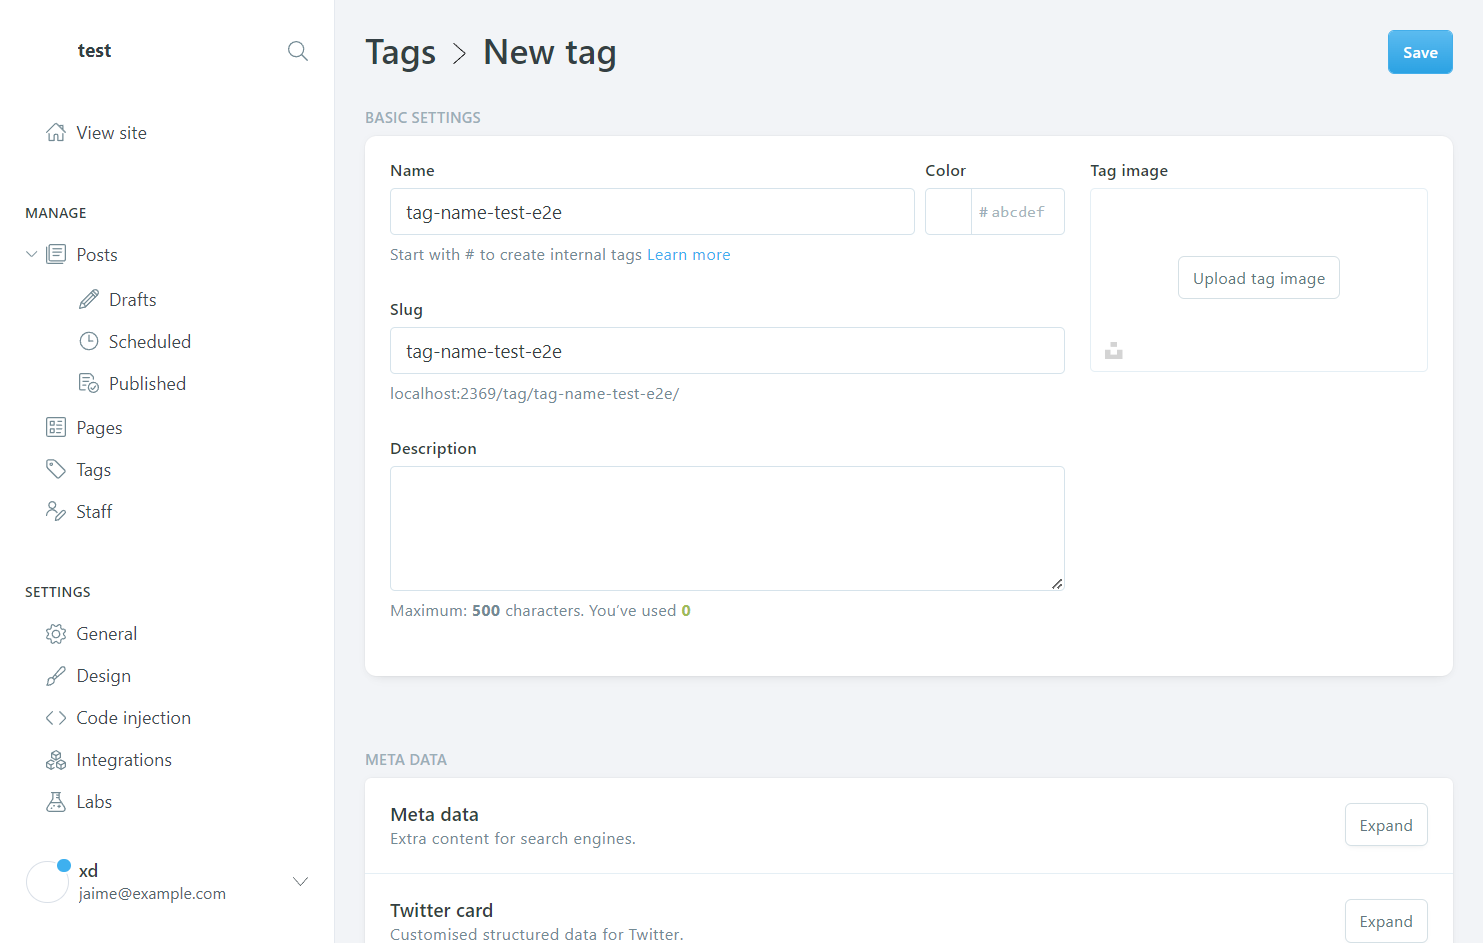 test
View site
MANAGE
Posts
Drafts
Scheduled
Published
Pages
Tags
Staff
SETTINGS
General
Design
Code injection
Integrations
Labs
xd
jaime@example.com
Tags > New tag
Save
BASIC SETTINGS
Name
tag-name-test-e2e
Start with # to create internal tags Learn more
Color
# abcdef
Slug
tag-name-test-e2e
localhost:2369/tag/tag-name-test-e2e/
Description
Maximum: 500 characters. You’ve used 0
Tag image
Upload tag image
META DATA
Meta data
Extra content for search engines.
Expand
Twitter card
Customised structured data for Twitter.
Expand